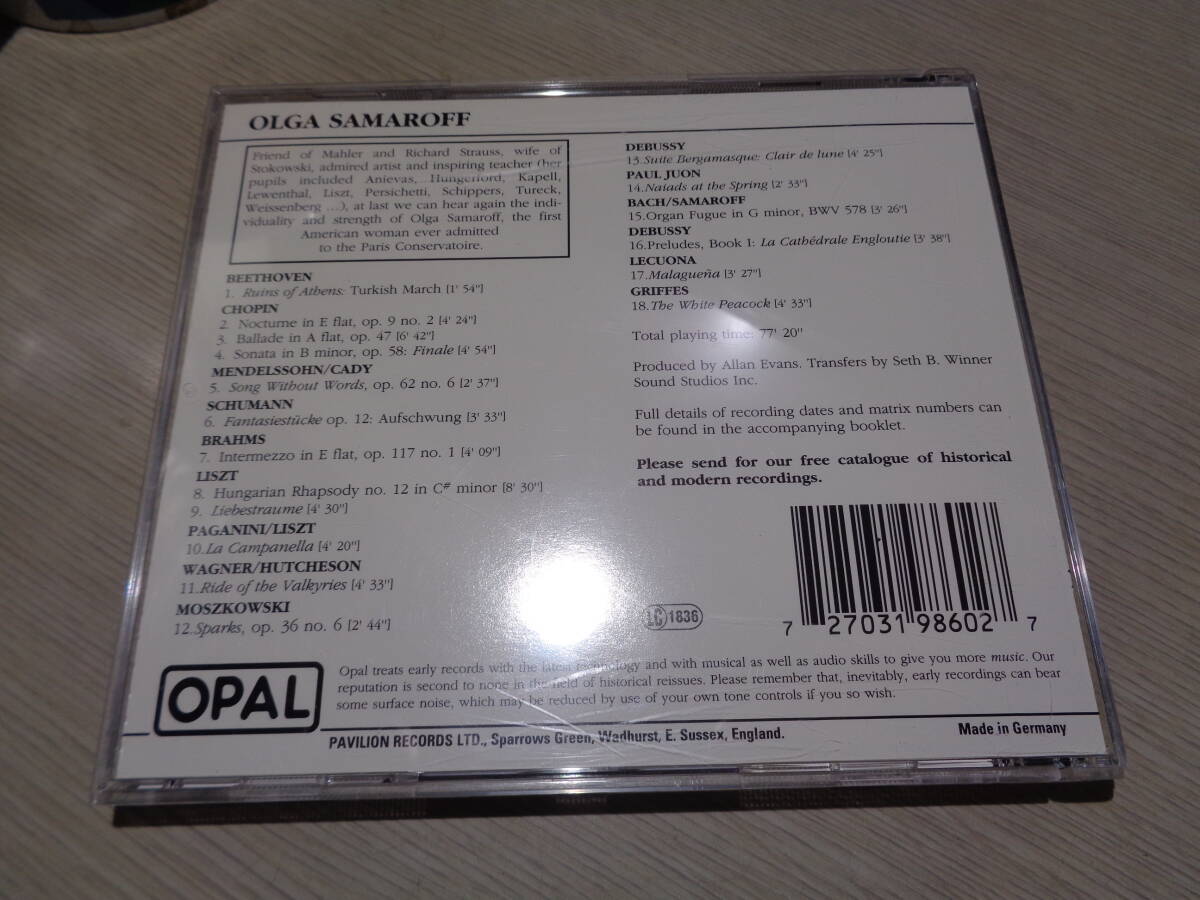 OLGA SAMAROFF
Friend of Mahler and Richard Strauss, wife of
Stokowski, admired artist and inspiring teacher (her
pupils included Anievas, Hungerford, Kapell,
Lewenthal, Liszt, Persichetti, Schippers, Tureck,
Weissenberg ...), at last we can hear again the indi-
viduality and strength of Olga Samaroff, the first
American woman ever admitted
to the Paris Conservatoire.
BEETHOVEN
1. Ruins of Athens: Turkish March [1' 54"]
CHOPIN
2. Nocturne in E flat, op. 9 no. 2 [4' 24"]
3. Ballade in A flat, op. 47 [6' 42"]
4. Sonata in B minor, op. 58: Finale [4' 54"]
MENDELSSOHN/CADY
5. Song Without Words, op. 62 no. 6 [2' 37"]
SCHUMANN
6. Fantasiestücke op. 12: Aufschwung [3' 33"]
BRAHMS
7. Intermezzo in E flat, op. 117 no. 1 [4' 09"]
LISZT
8. Hungarian Rhapsody no. 12 in C# minor [8' 30"]
9. Liebestraume [4' 30"]
PAGANINI/LISZT
10. La Campanella [4' 20"]
WAGNER/HUTCHESON
11. Ride of the Valkyries [4' 33"]
MOSZKOWSKI
12. Sparks, op. 36 no. 6 [2' 44"]
DEBUSSY
13. Suite Bergamasque: Clair de lune [4' 25"]
PAUL JUON
14. Naiads at the Spring [2' 33"]
BACH/SAMAROFF
15. Organ Fugue in G minor, BWV 578 [3' 26"]
DEBUSSY
16. Preludes, Book 1: La Cathédrale Engloutie [3' 38"]
LECUONA
17. Malagueña [3' 27"]
GRIFFES
18. The White Peacock [4' 33"]
Total playing time: 77' 20"
Produced by Allan Evans. Transfers by Seth B. Winner
Sound Studios Inc.
Full details of recording dates and matrix numbers can
be found in the accompanying booklet.
Please send for our free catalogue of historical
and modern recordings.
LC 1836
7 27031 98602 7
OPAL
Opal treats early records with the latest technology and with musical as well as audio skills to give you more music. Our
reputation is second to none in the field of historical reissues. Please remember that, inevitably, early recordings can bear
some surface noise, which may be reduced by use of your own tone controls if you so wish.
PAVILION RECORDS LTD., Sparrows Green, Wadhurst, E. Sussex, England.
Made in Germany